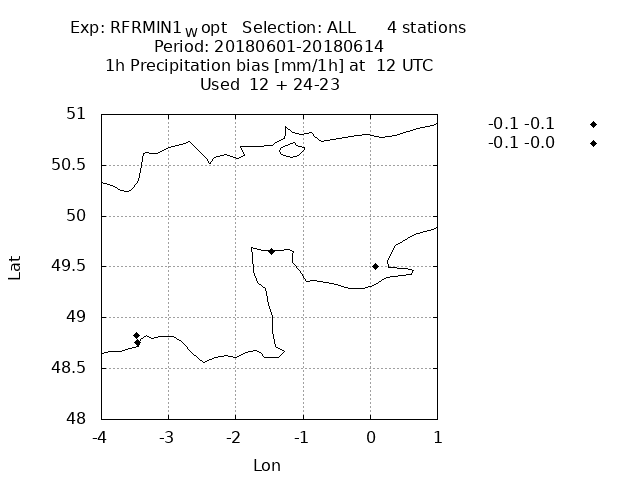 Exp: RFRMIN1 W opt   Selection: ALL      4 stations
Period: 20180601-20180614
1h Precipitation bias [mm/1h] at  12 UTC
Used  12 + 24-23
51
50.5
50
49.5
49
48.5
48
-4 -3 -2 -1 0 1
Lat
Lon
-0.1 -0.1
-0.1 -0.0